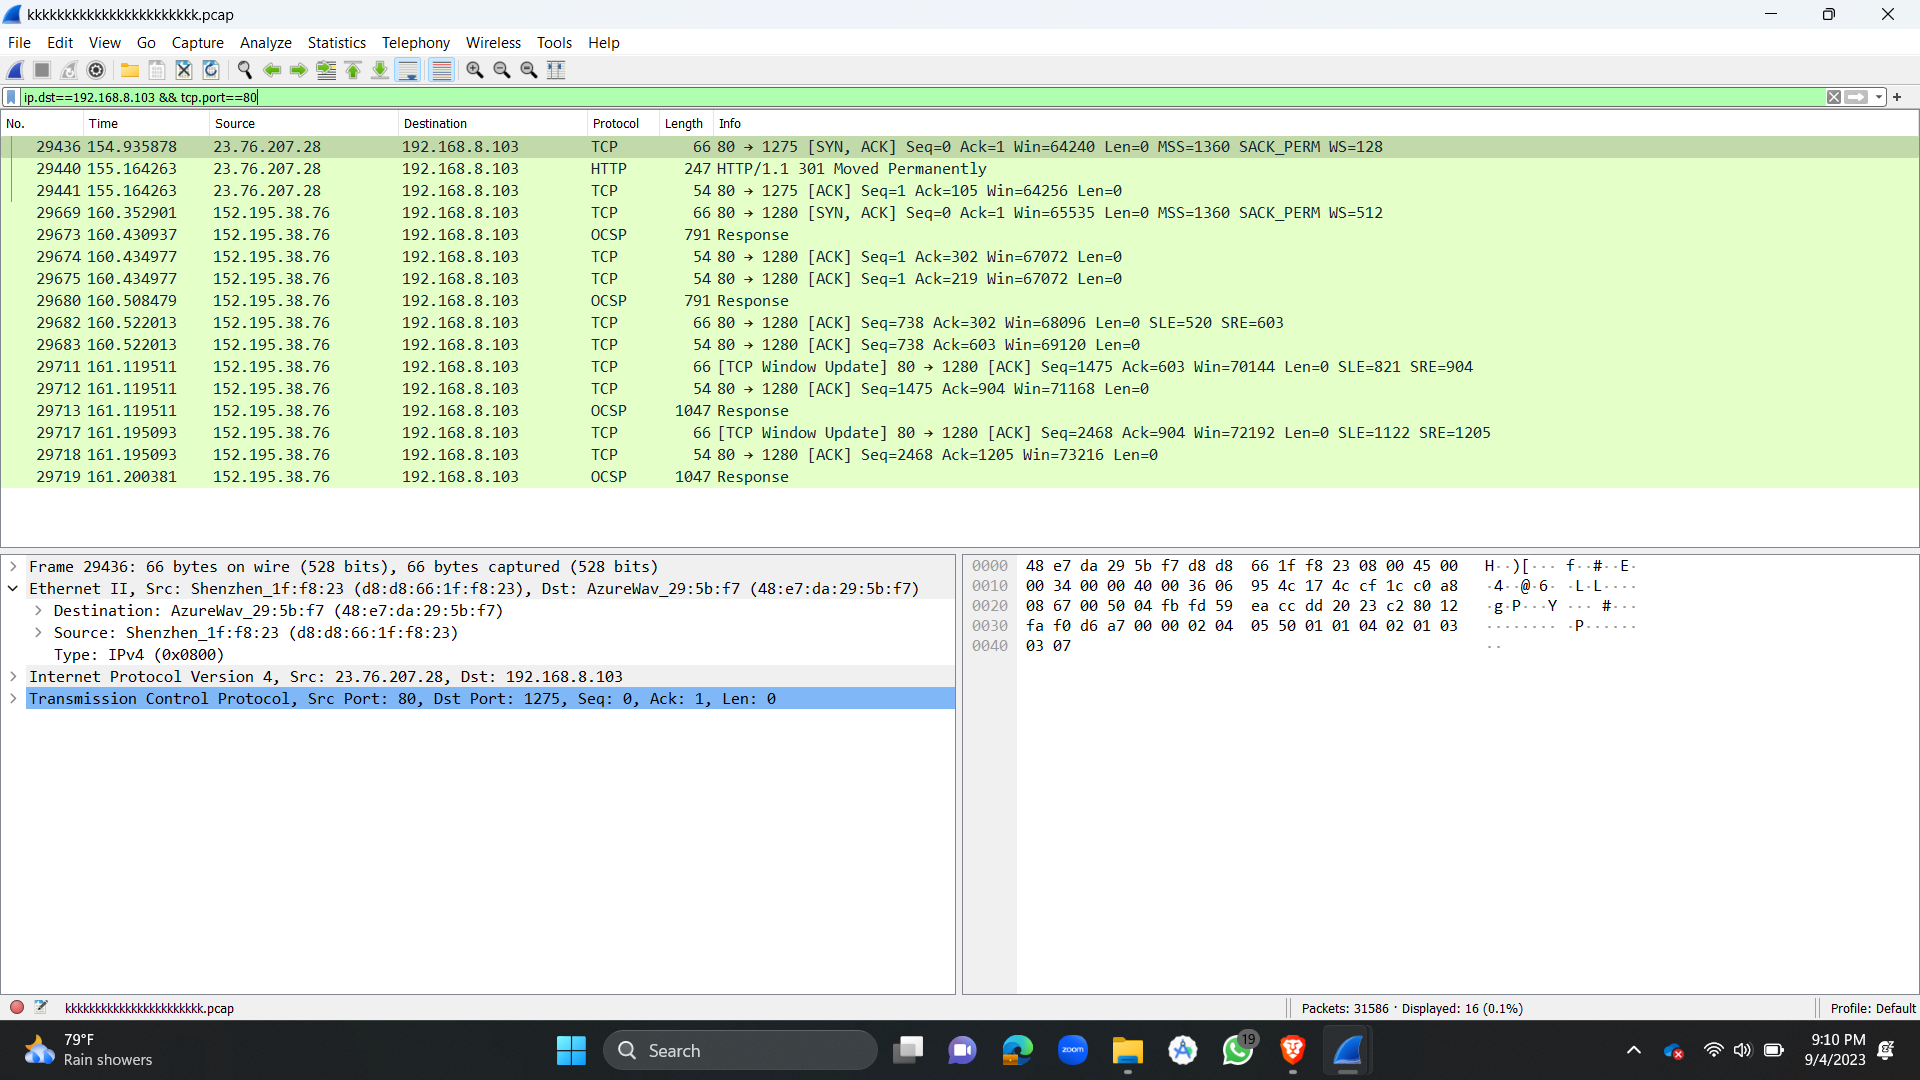 kkkkkkkkkkkkkkkkkkkkkkk.pcap
File Edit View Go Capture Analyze Statistics Telephony Wireless Tools Help
ip.dst==192.168.8.103 && tcp.port==80
No. Time Source Destination Protocol Length Info
29436 154.935878 23.76.207.28 192.168.8.103 TCP 66 80 → 1275 [SYN, ACK] Seq=0 Ack=1 Win=64240 Len=0 MSS=1360 SACK_PERM WS=128
29440 155.164263 23.76.207.28 192.168.8.103 HTTP 247 HTTP/1.1 301 Moved Permanently
29441 155.164263 23.76.207.28 192.168.8.103 TCP 54 80 → 1275 [ACK] Seq=1 Ack=105 Win=64256 Len=0
29669 160.352901 152.195.38.76 192.168.8.103 TCP 66 80 → 1280 [SYN, ACK] Seq=0 Ack=1 Win=65535 Len=0 MSS=1360 SACK_PERM WS=512
29673 160.430937 152.195.38.76 192.168.8.103 OCSP 791 Response
29674 160.434977 152.195.38.76 192.168.8.103 TCP 54 80 → 1280 [ACK] Seq=1 Ack=302 Win=67072 Len=0
29675 160.434977 152.195.38.76 192.168.8.103 TCP 54 80 → 1280 [ACK] Seq=1 Ack=219 Win=67072 Len=0
29680 160.508479 152.195.38.76 192.168.8.103 OCSP 791 Response
29682 160.522013 152.195.38.76 192.168.8.103 TCP 66 80 → 1280 [ACK] Seq=738 Ack=302 Win=68096 Len=0 SLE=520 SRE=603
29683 160.522013 152.195.38.76 192.168.8.103 TCP 54 80 → 1280 [ACK] Seq=738 Ack=603 Win=69120 Len=0
29711 161.119511 152.195.38.76 192.168.8.103 TCP 66 [TCP Window Update] 80 → 1280 [ACK] Seq=1475 Ack=603 Win=70144 Len=0 SLE=821 SRE=904
29712 161.119511 152.195.38.76 192.168.8.103 TCP 54 80 → 1280 [ACK] Seq=1475 Ack=904 Win=71168 Len=0
29713 161.119511 152.195.38.76 192.168.8.103 OCSP 1047 Response
29717 161.195093 152.195.38.76 192.168.8.103 TCP 66 [TCP Window Update] 80 → 1280 [ACK] Seq=2468 Ack=904 Win=72192 Len=0 SLE=1122 SRE=1205
29718 161.195093 152.195.38.76 192.168.8.103 TCP 54 80 → 1280 [ACK] Seq=2468 Ack=1205 Win=73216 Len=0
29719 161.200381 152.195.38.76 192.168.8.103 OCSP 1047 Response
Frame 29436: 66 bytes on wire (528 bits), 66 bytes captured (528 bits)
Ethernet II, Src: Shenzhen_1f:f8:23 (d8:d8:66:1f:f8:23), Dst: AzureWav_29:5b:f7 (48:e7:da:29:5b:f7)
Destination: AzureWav_29:5b:f7 (48:e7:da:29:5b:f7)
Source: Shenzhen_1f:f8:23 (d8:d8:66:1f:f8:23)
Type: IPv4 (0x0800)
Internet Protocol Version 4, Src: 23.76.207.28, Dst: 192.168.8.103
Transmission Control Protocol, Src Port: 80, Dst Port: 1275, Seq: 0, Ack: 1, Len: 0
0000 48 e7 da 29 5b f7 d8 d8 66 1f f8 23 08 00 45 00 H··)[··· f··#··E·
0010 00 34 00 00 40 00 36 06 95 4c 17 4c cf 1c c0 a8 ·4··@·6· ·L·L····
0020 08 67 00 50 04 fb fd 59 ea cc dd 20 23 c2 80 12 ·g·P···Y ··· #···
0030 fa f0 d6 a7 00 00 02 04 05 50 01 01 04 02 01 03 ········ ·P······
0040 03 07 ··
kkkkkkkkkkkkkkkkkkkkkkk.pcap
Packets: 31586 · Displayed: 16 (0.1%)
Profile: Default
79°F
Rain showers
Search
zoom
19
9:10 PM
9/4/2023